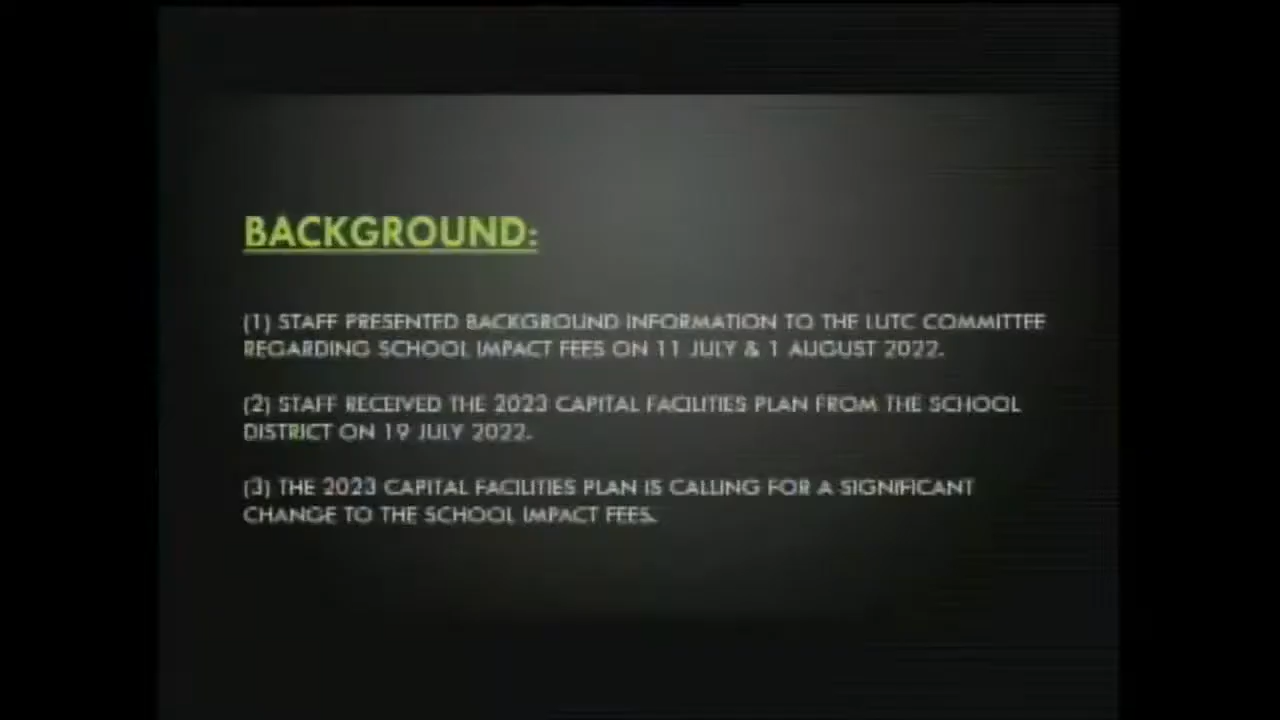 BACKGROUND:
(1) STAFF PRESENTED BACKGROUND INFORMATION TO THE LUTC COMMITTEE
REGARDING SCHOOL IMPACT FEES ON 11 JULY & 1 AUGUST 2022.
(2) STAFF RECEIVED THE 2023 CAPITAL FACILITIES PLAN FROM THE SCHOOL
DISTRICT ON 19 JULY 2022.
(3) THE 2023 CAPITAL FACILITIES PLAN IS CALLING FOR A SIGNIFICANT
CHANGE TO THE SCHOOL IMPACT FEES.